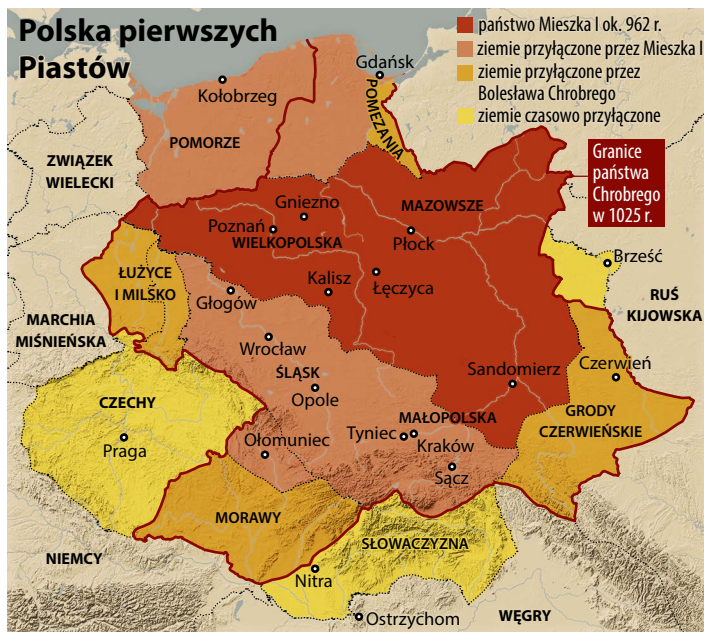 Polska pierwszych
Piastów
państwo Mieszka I ok. 962 r.
ziemie przyłączone przez Mieszka I
ziemie przyłączone przez
Bolesława Chrobrego
ziemie czasowo przyłączone
Granice
państwa
Chrobrego
w 1025 r.
Gdańsk
Kołobrzeg
POMORZE
POMEZANIA
ZWIĄZEK
WIELECKI
Gniezno
MAZOWSZE
Poznań
WIELKOPOLSKA
Płock
Brześć
ŁUŻYCE
I MILSKO
Kalisz
Łęczyca
Głogów
RUŚ
KIJOWSKA
MARCHIA
MIŚNIEŃSKA
Wrocław
ŚLĄSK
Sandomierz
Czerwień
Opole
CZECHY
MAŁOPOLSKA
GRODY
CZERWIEŃSKIE
Praga
Ołomuniec
Tyniec
Kraków
Sącz
MORAWY
SŁOWACZYZNA
NIEMCY
Nitra
Ostrzychom
WĘGRY